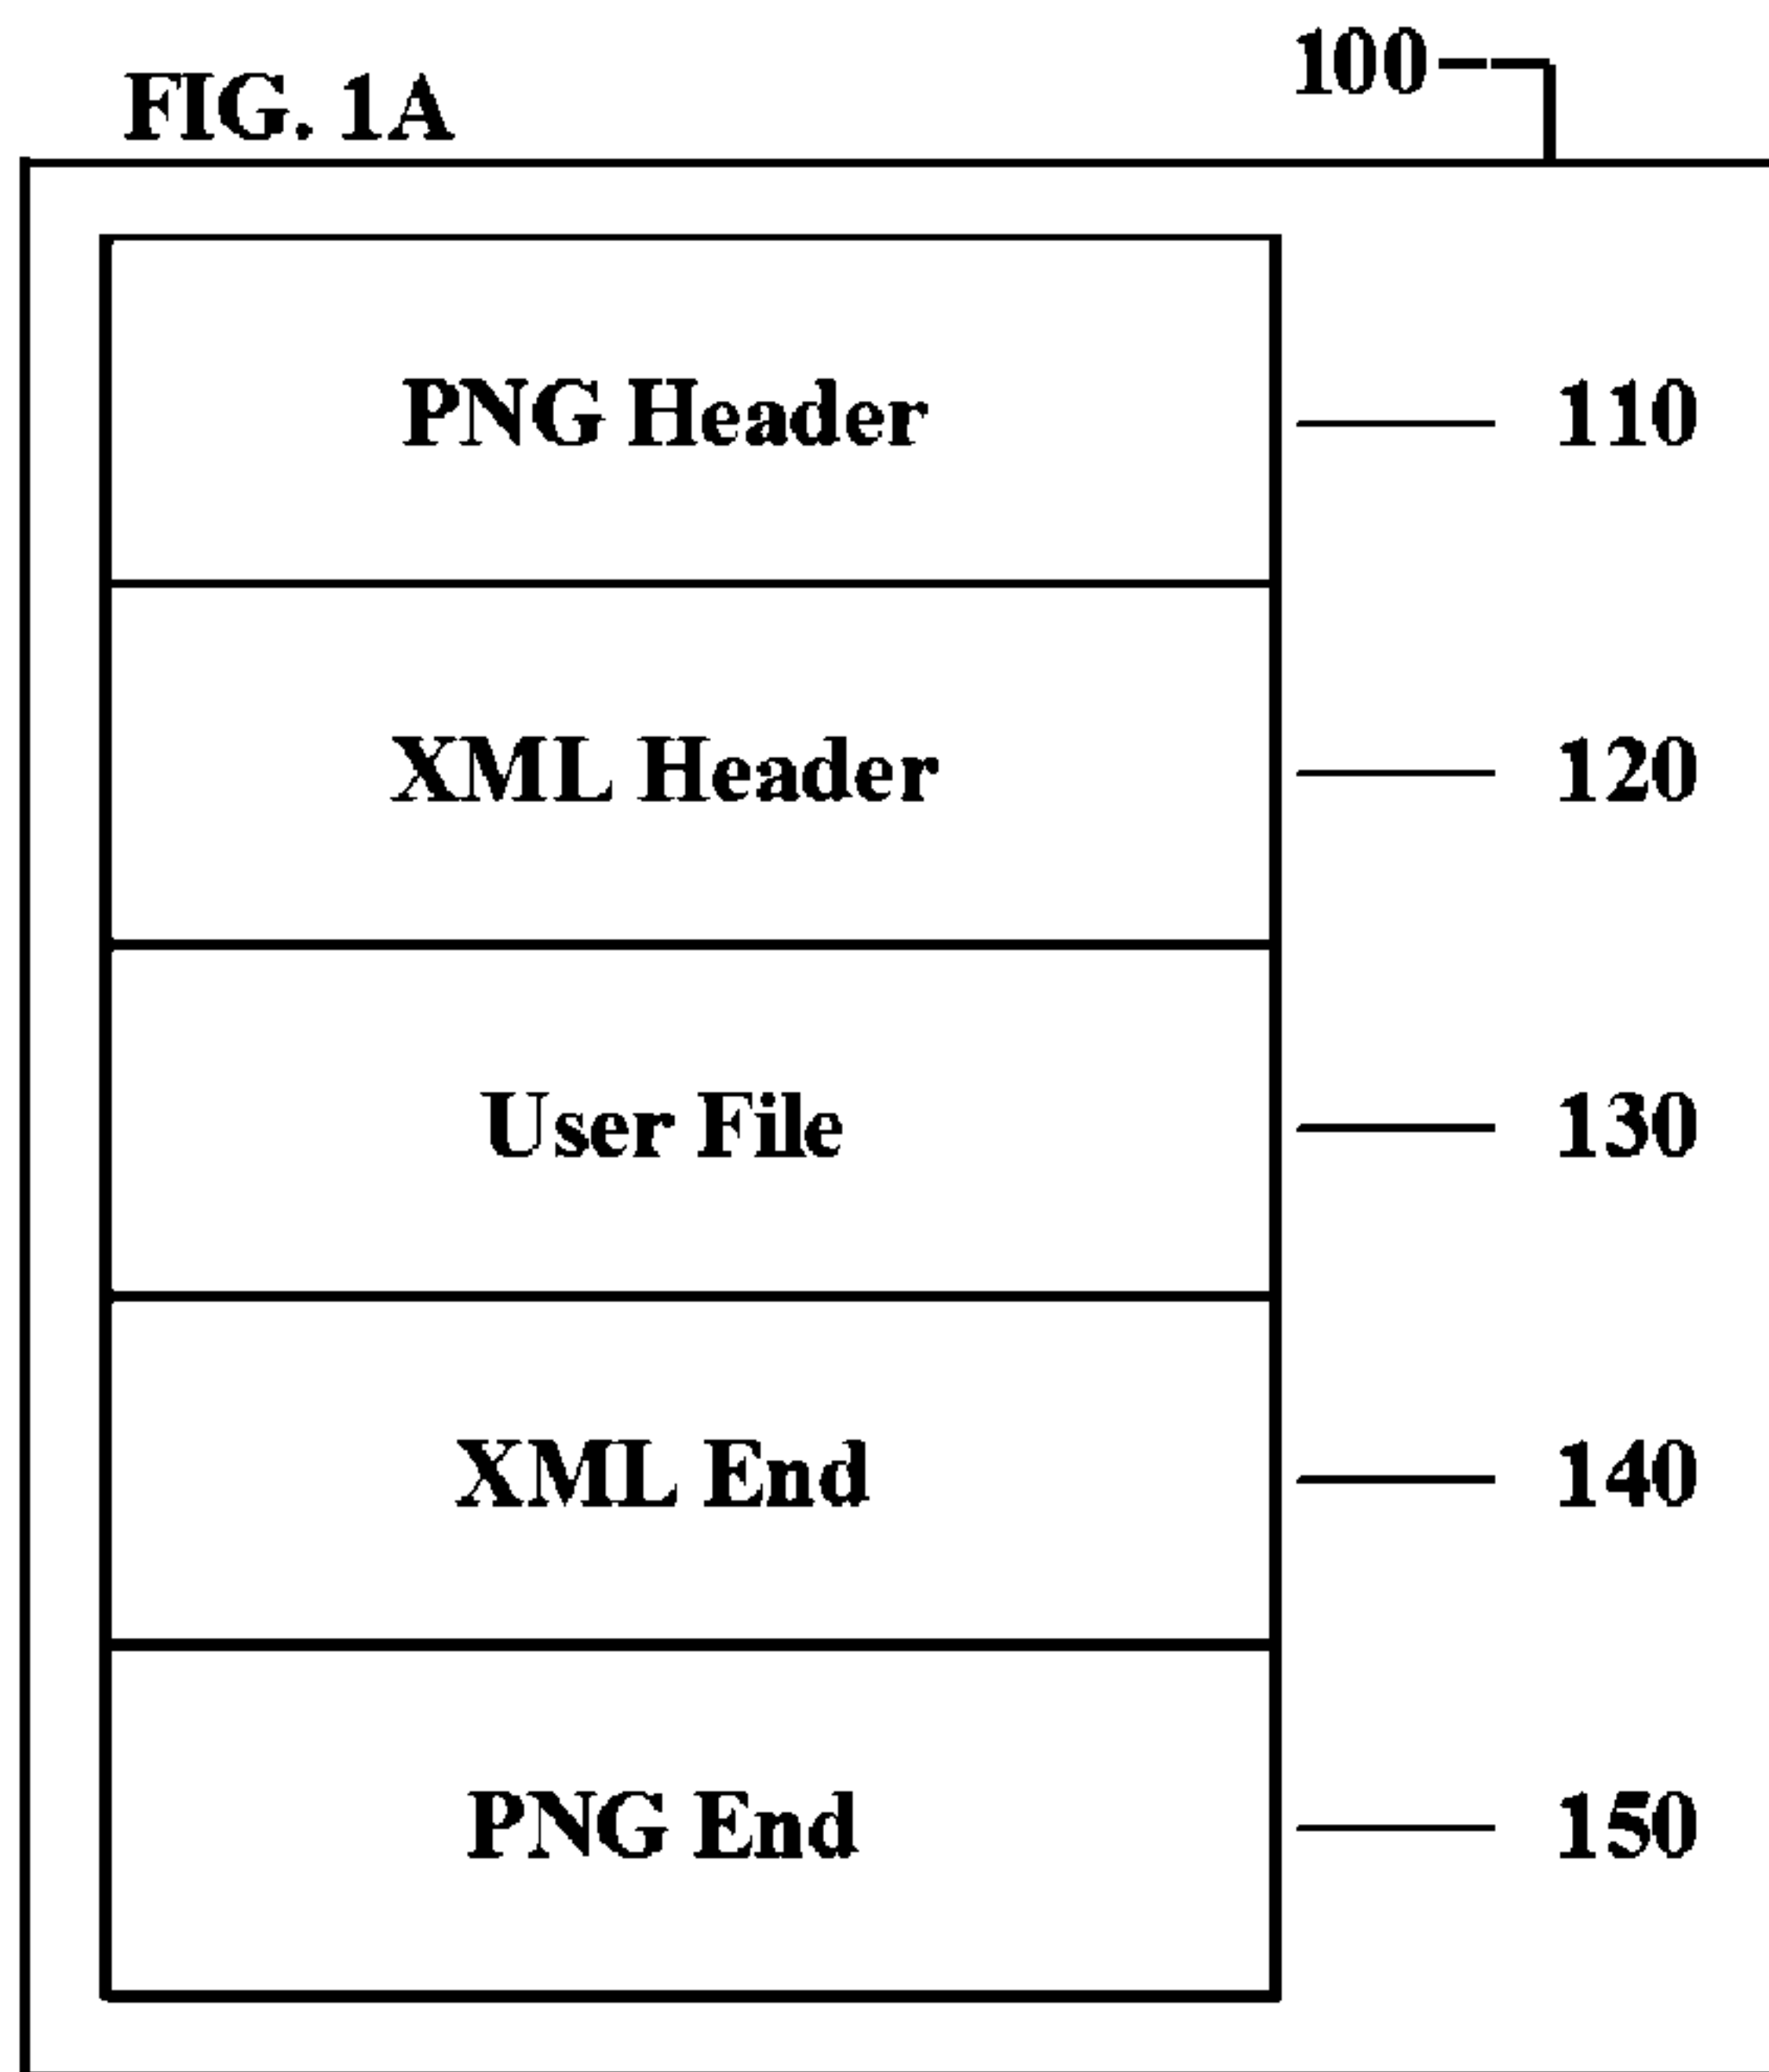 100
FIG. 1A
PNG Header 110
XML Header 120
User File 130
XML End 140
PNG End 150